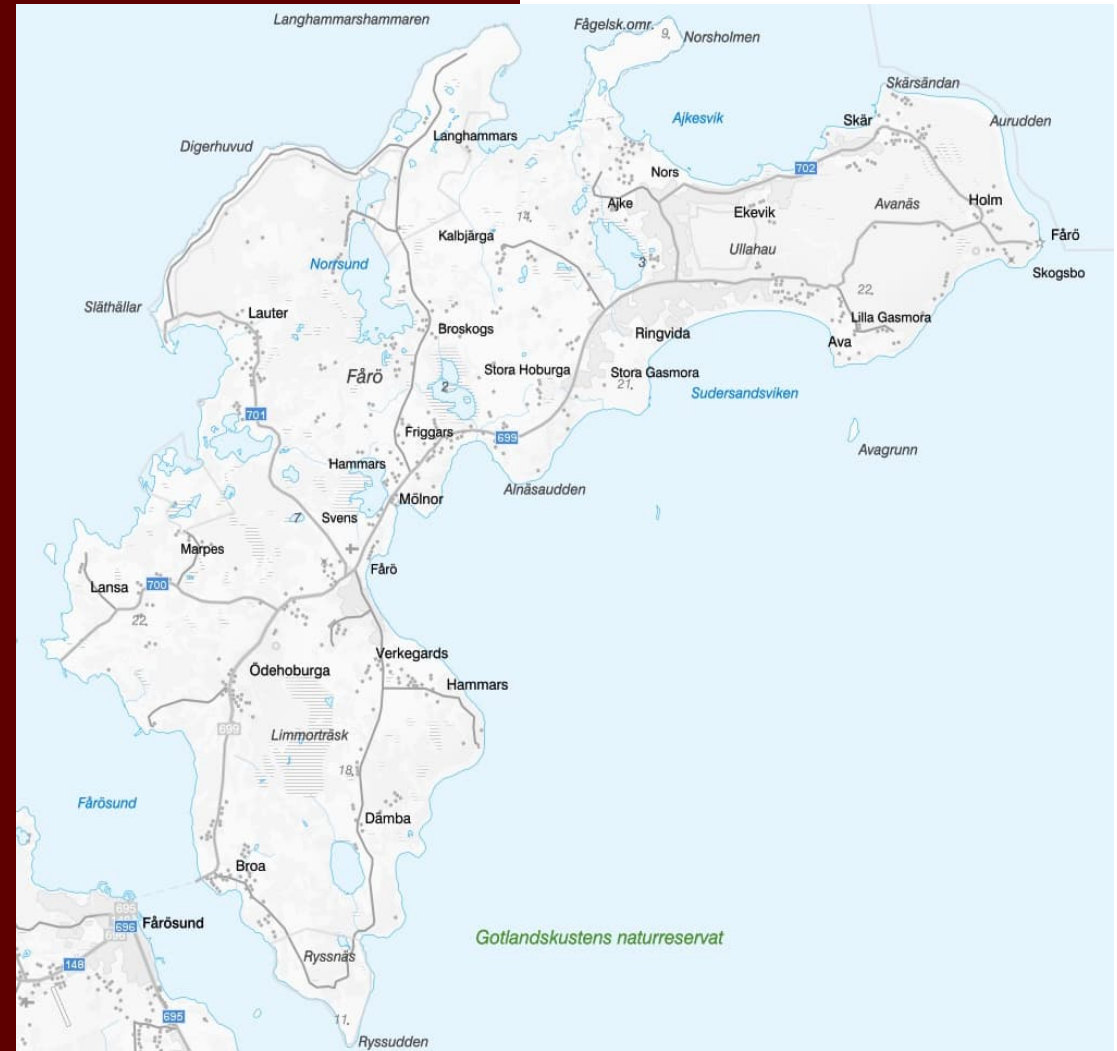 Langhammarshammaren
Fågelsk.omr.
9
Norsholmen
Skärsändan
Ajkesvik
Skär
Aurudden
Langhammars
Digerhuvud
702
Nors
Ajke
Ekevik
Avanäs
Holm
14
Kalbjärga
Ullahau
Fårö
Norrsund
3
Skogsbo
Släthällar
Lauter
22
Lilla Gasmora
Broskogs
Ringvida
Ava
Stora Hoburga
Stora Gasmora
Fårö
2
21
Sudersandsviken
701
Friggars
699
Avagrunn
Hammars
Alnäsaudden
Mölnor
Svens
7
Marpes
Fårö
Lansa
700
22
Verkegards
Ödehoburga
Hammars
699
Limmorträsk
18
Fårösund
Dämba
Broa
695
Fårösund
696
Gotlandskustens naturreservat
Ryssnäs
148
695
11
Ryssudden